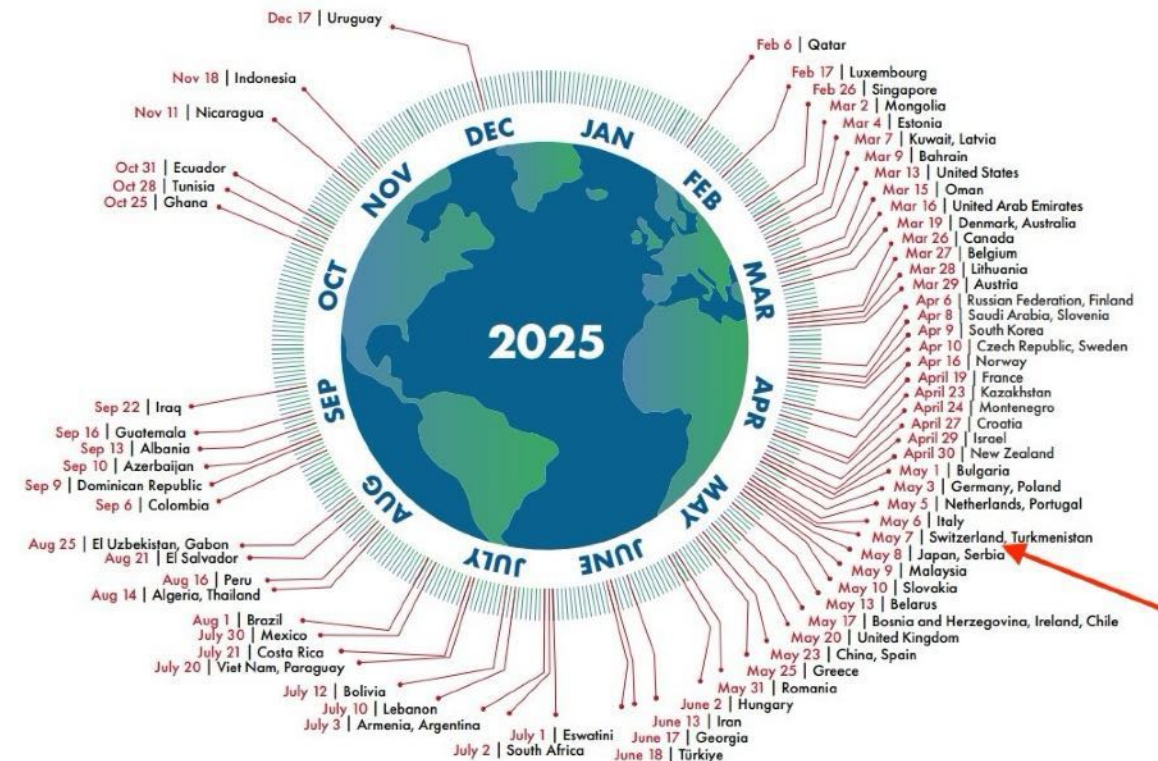 Dec 17 | Uruguay
Nov 18 | Indonesia
Nov 11 | Nicaragua
Oct 31 | Ecuador
Oct 28 | Tunisia
Oct 25 | Ghana
Sep 22 | Iraq
Sep 16 | Guatemala
Sep 13 | Albania
Sep 10 | Azerbaijan
Sep 9 | Dominican Republic
Sep 6 | Colombia
Aug 25 | El Uzbekistan, Gabon
Aug 21 | El Salvador
Aug 16 | Peru
Aug 14 | Algeria, Thailand
Aug 1 | Brazil
July 30 | Mexico
July 21 | Costa Rica
July 20 | Viet Nam, Paraguay
July 12 | Bolivia
July 10 | Lebanon
July 3 | Armenia, Argentina
July 1 | Eswatini
July 2 | South Africa
JAN
FEB
MAR
APR
MAY
JUNE
JULY
AUG
SEP
OCT
NOV
DEC
2025
Feb 6 | Qatar
Feb 17 | Luxembourg
Feb 26 | Singapore
Mar 2 | Mongolia
Mar 4 | Estonia
Mar 7 | Kuwait, Latvia
Mar 9 | Bahrain
Mar 13 | United States
Mar 15 | Oman
Mar 16 | United Arab Emirates
Mar 19 | Denmark, Australia
Mar 26 | Canada
Mar 27 | Belgium
Mar 28 | Lithuania
Mar 29 | Austria
Apr 6 | Russian Federation, Finland
Apr 8 | Saudi Arabia, Slovenia
Apr 9 | South Korea
Apr 10 | Czech Republic, Sweden
Apr 16 | Norway
April 19 | France
April 23 | Kazakhstan
April 24 | Montenegro
April 27 | Croatia
April 29 | Israel
April 30 | New Zealand
May 1 | Bulgaria
May 3 | Germany, Poland
May 5 | Netherlands, Portugal
May 6 | Italy
May 7 | Switzerland, Turkmenistan
May 8 | Japan, Serbia
May 9 | Malaysia
May 10 | Slovakia
May 13 | Belarus
May 17 | Bosnia and Herzegovina, Ireland, Chile
May 20 | United Kingdom
May 23 | China, Spain
May 25 | Greece
May 31 | Romania
June 2 | Hungary
June 13 | Iran
June 17 | Georgia
June 18 | Türkiye